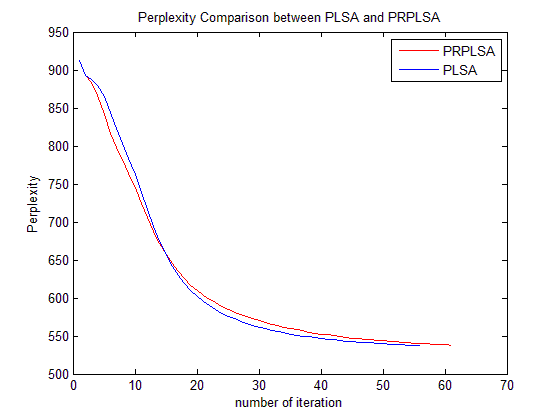 Perplexity Comparison between PLSA and PRPLSA
950
900
850
800
750
700
650
600
550
500
Perplexity
PRPLSA
PLSA
0 10 20 30 40 50 60 70
number of iteration